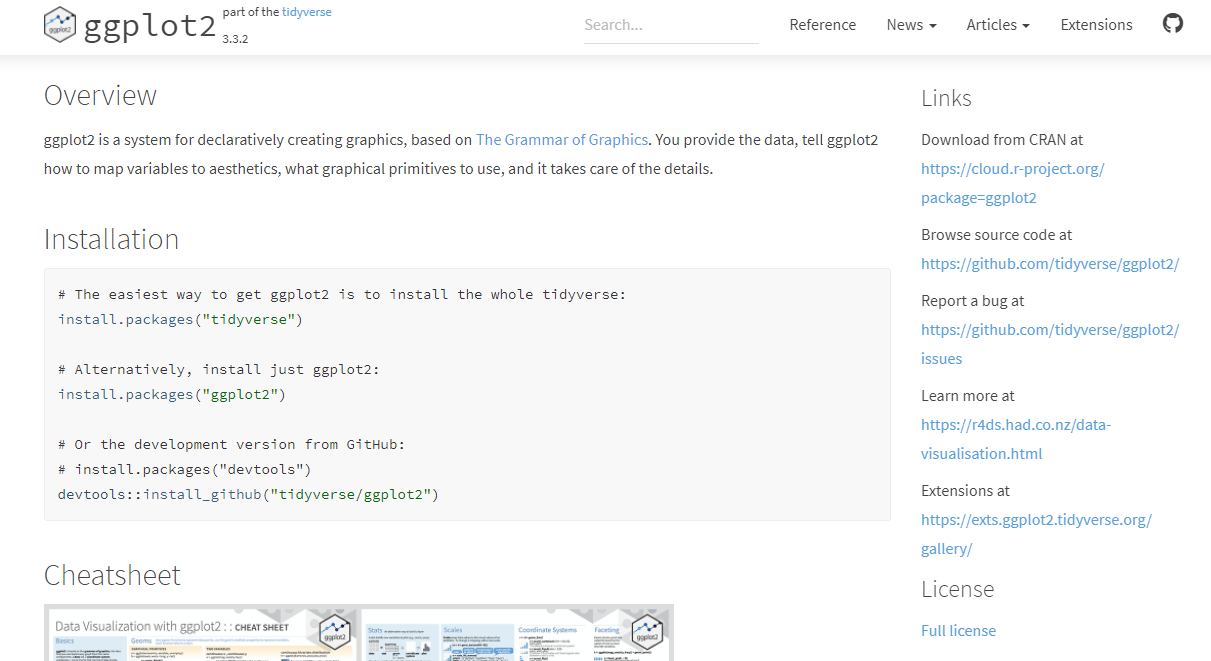 ggplot2
part of the tidyverse
3.3.2
Search...
Reference
News
Articles
Extensions
Overview
ggplot2 is a system for declaratively creating graphics, based on The Grammar of Graphics. You provide the data, tell ggplot2
how to map variables to aesthetics, what graphical primitives to use, and it takes care of the details.
Installation
# The easiest way to get ggplot2 is to install the whole tidyverse:
install.packages("tidyverse")
# Alternatively, install just ggplot2:
install.packages("ggplot2")
# Or the development version from GitHub:
# install.packages("devtools")
devtools::install_github("tidyverse/ggplot2")
Cheatsheet
Data Visualization with ggplot2 : : CHEAT SHEET
ggplot2
Basics
Geoms
Stats
Scales
Coordinate Systems
Faceting
ggplot2
Links
Download from CRAN at
https://cloud.r-project.org/
package=ggplot2
Browse source code at
https://github.com/tidyverse/ggplot2/
Report a bug at
https://github.com/tidyverse/ggplot2/
issues
Learn more at
https://r4ds.had.co.nz/data-
visualisation.html
Extensions at
https://exts.ggplot2.tidyverse.org/
gallery/
License
Full license